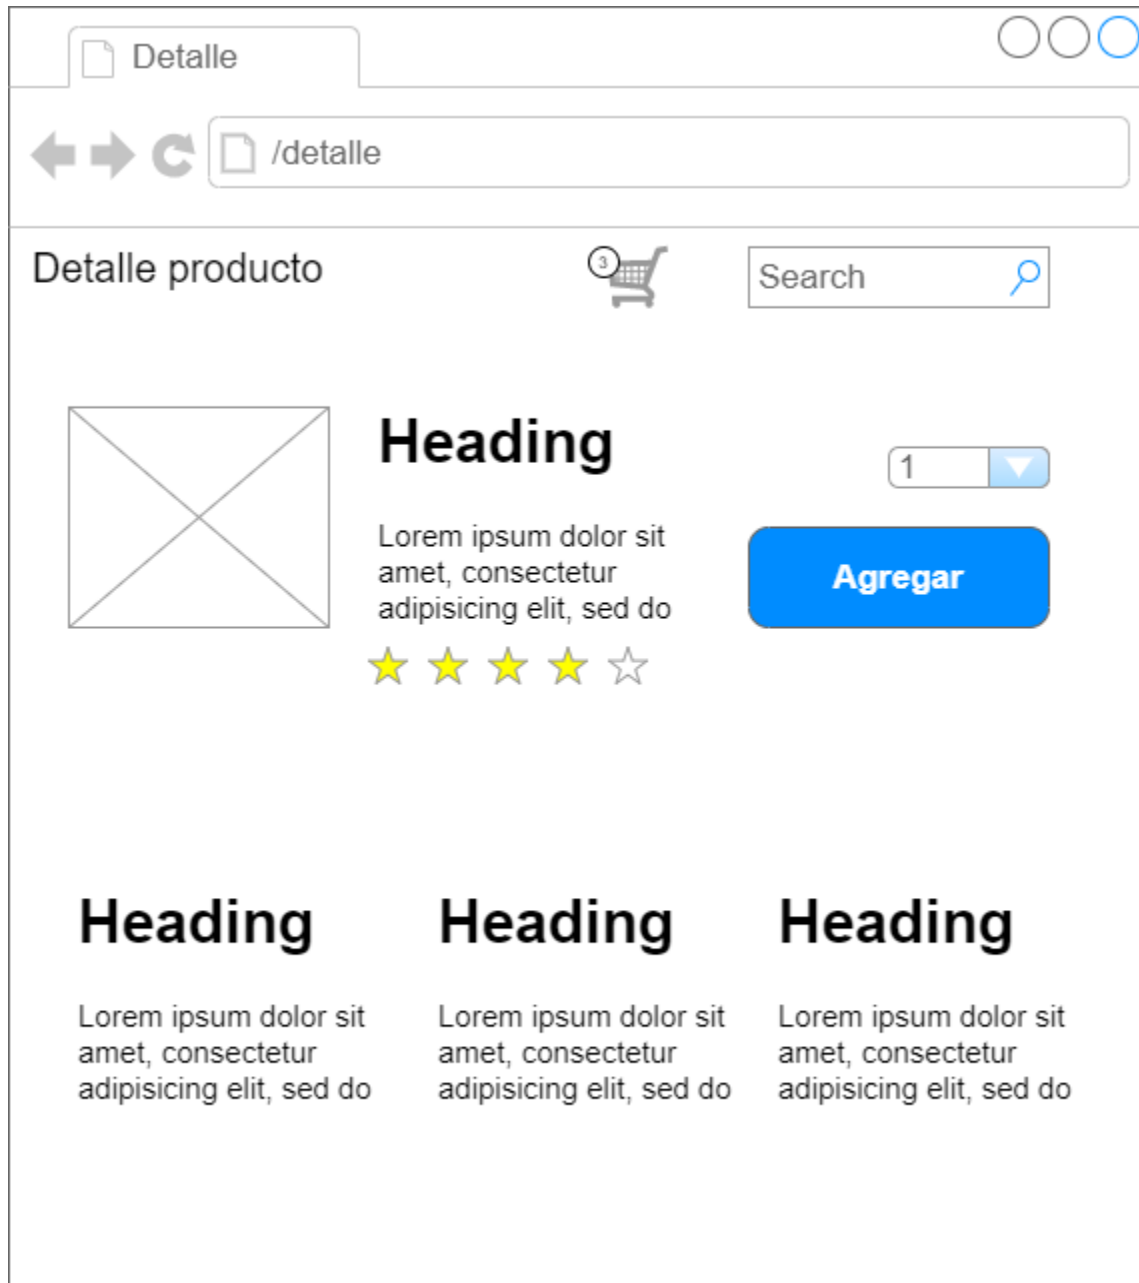 Detalle
/detalle
Detalle producto
3
Search
Heading
1
Lorem ipsum dolor sit
amet, consectetur
adipisicing elit, sed do
Agregar
Heading
Lorem ipsum dolor sit
amet, consectetur
adipisicing elit, sed do
Heading
Lorem ipsum dolor sit
amet, consectetur
adipisicing elit, sed do
Heading
Lorem ipsum dolor sit
amet, consectetur
adipisicing elit, sed do